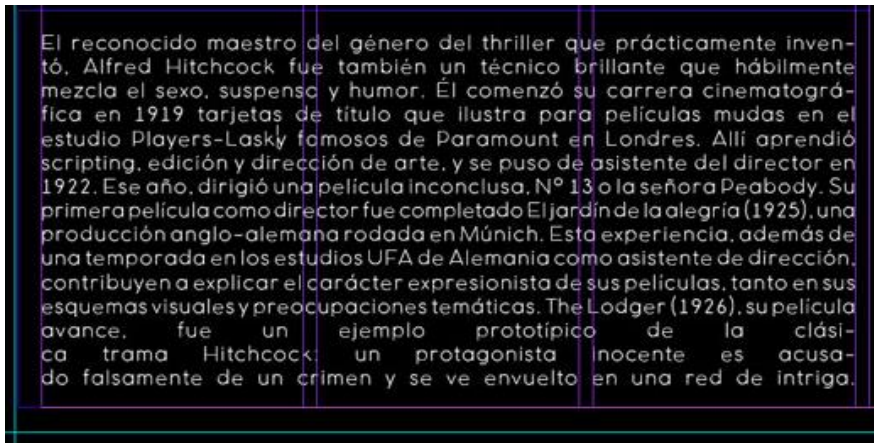 El reconocido maestro del género del thriller que prácticamente inven-
tó, Alfred Hitchcock fue también un técnico brillante que hábilmente
mezcla el sexo, suspenso y humor. Él comenzó su carrera cinematográ-
fica en 1919 tarjetas de título que ilustra para películas mudas en el
estudio Players-Lasky famosos de Paramount en Londres. Allí aprendió
scripting, edición y dirección de arte, y se puso de asistente del director en
1922. Ese año, dirigió una película inconclusa, Nº 13 o la señora Peabody. Su
primera película como director fue completado El jardín de la alegría (1925), una
producción anglo-alemana rodada en Múnich. Esta experiencia, además de
una temporada en los estudios UFA de Alemania como asistente de dirección,
contribuyen a explicar el carácter expresionista de sus películas, tanto en sus
esquemas visuales y preocupaciones temáticas. The Lodger (1926), su película
avance, fue un ejemplo prototípico de la clási-
ca trama Hitchcock: un protagonista inocente es acusa-
do falsamente de un crimen y se ve envuelto en una red de intriga.